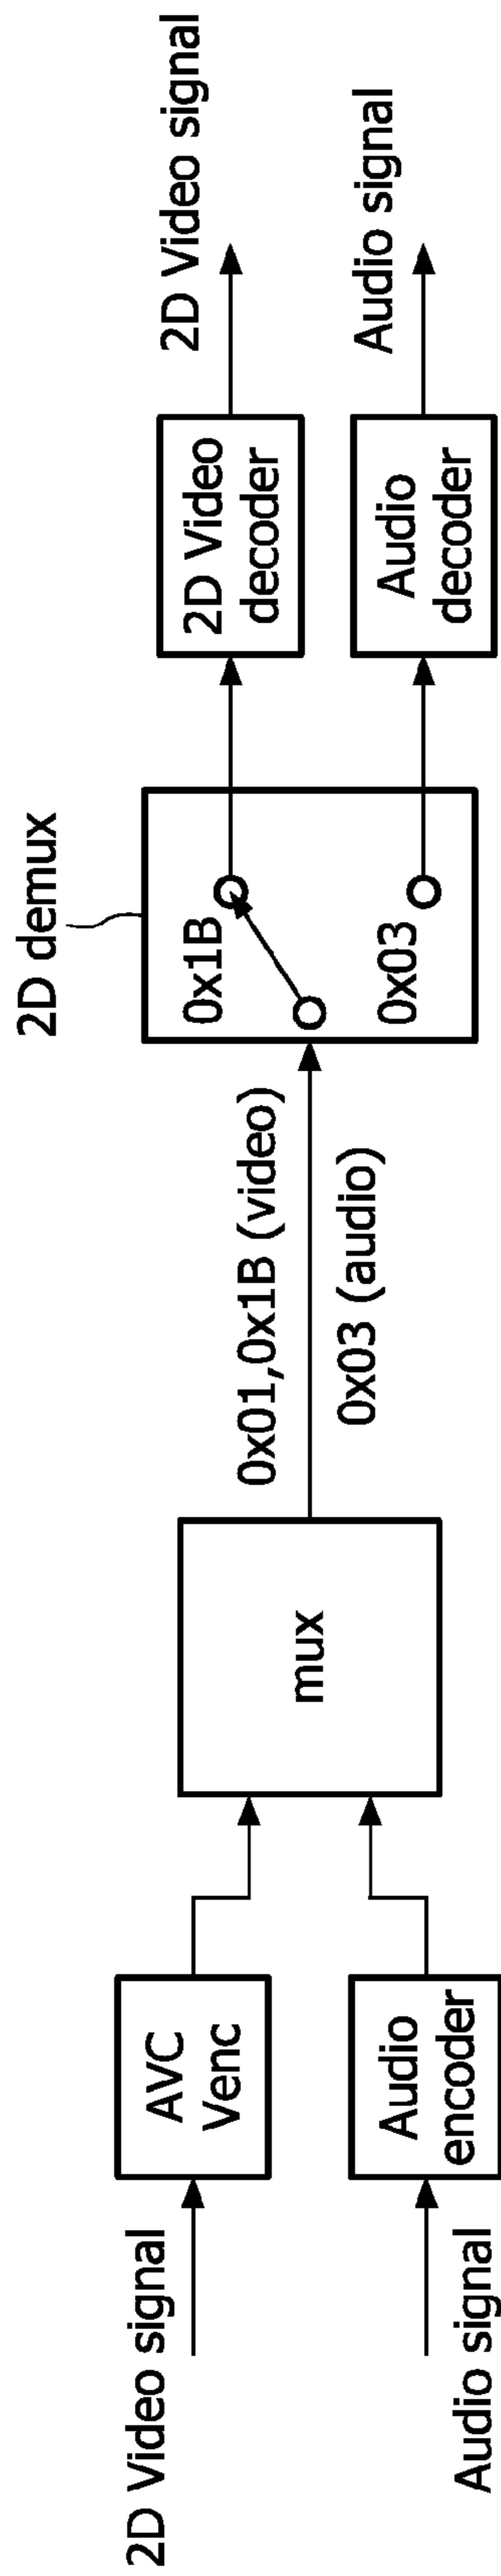 2D Video signal
AVC
Venc
Audio signal
Audio
encoder
mux
0x01,0x1B (video)
0x03 (audio)
2D demux
0x1B
0x03
2D Video
decoder
2D Video signal
Audio
decoder
Audio signal